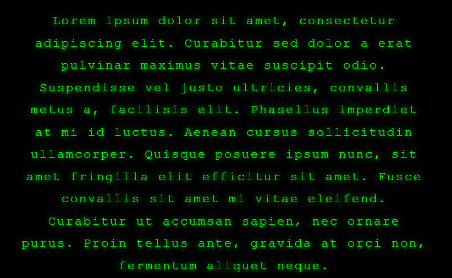 Lorem ipsum dolor sit amet, consectetur
adipiscing elit. Curabitur sed dolor a erat
pulvinar maximus vitae suscipit odio.
Suspendisse vel justo ultricies, convallis
metus a, facilisis elit. Phasellus imperdiet
at mi id luctus. Aenean cursus sollicitudin
ullamcorper. Quisque posuere ipsum nunc, sit
amet fringilla elit efficitur sit amet. Fusce
convallis sit amet mi vitae eleifend.
Curabitur ut accumsan sapien, nec ornare
purus. Proin tellus ante, gravida at orci non,
fermentum aliquet neque.